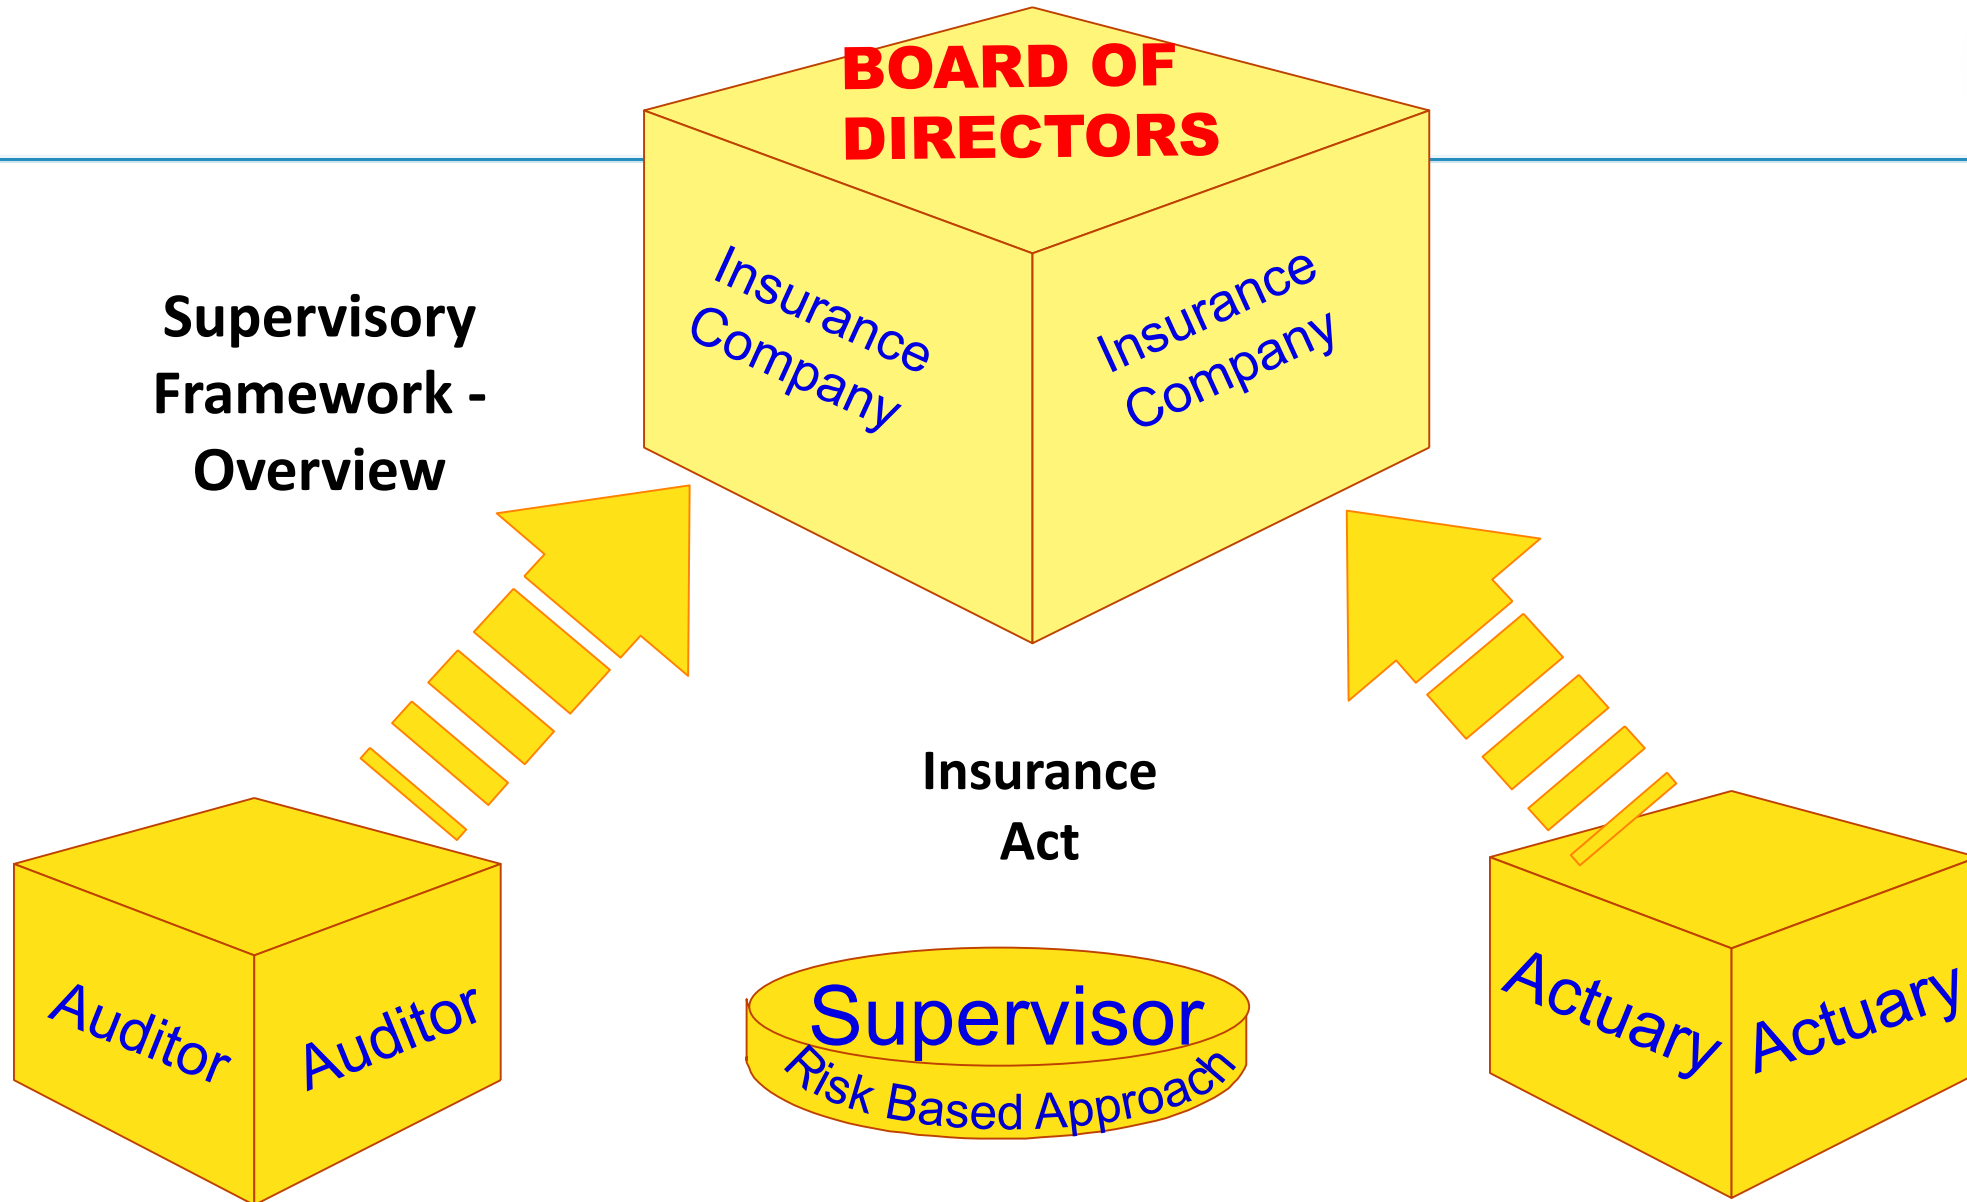 BOARD OF
DIRECTORS
Supervisory
Framework -
Overview
Insurance
Company
Insurance
Company
Insurance
Act
Auditor
Auditor
Supervisor
Risk Based Approach
Actuary
Actuary